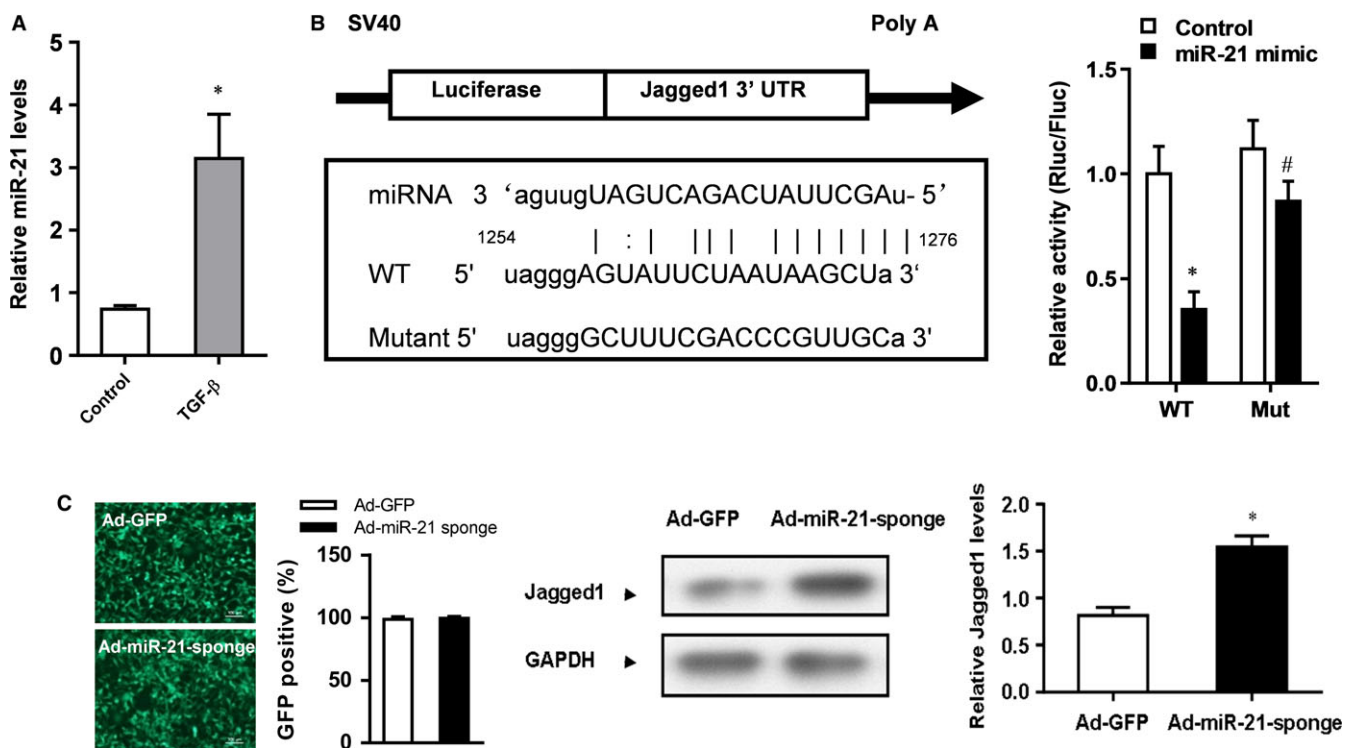 A
Relative miR-21 levels
5
4
3
2
1
0
*
Control
TGF-β
B SV40 Poly A
Luciferase Jagged1 3' UTR
miRNA 3 ‘aguugUAGUCAGACUAUUCGAu- 5’
1254 | : | | | | | | | | | | | 1276
WT 5' uagggAGUAUUCUAAUAAGCUa 3‘
Mutant 5' uagggGCUUUCGACCCGUUGCa 3'
Control
miR-21 mimic
Relative activity (Rluc/Fluc)
1.5
1.0
0.5
0.0
*
#
WT Mut
C
Ad-GFP
Ad-miR-21-sponge
Ad-GFP
Ad-miR-21 sponge
GFP positive (%)
150
100
50
0
Ad-GFP Ad-miR-21-sponge
Jagged1
GAPDH
Relative Jagged1 levels
2.0
1.5
1.0
0.5
0.0
*
Ad-GFP Ad-miR-21-sponge